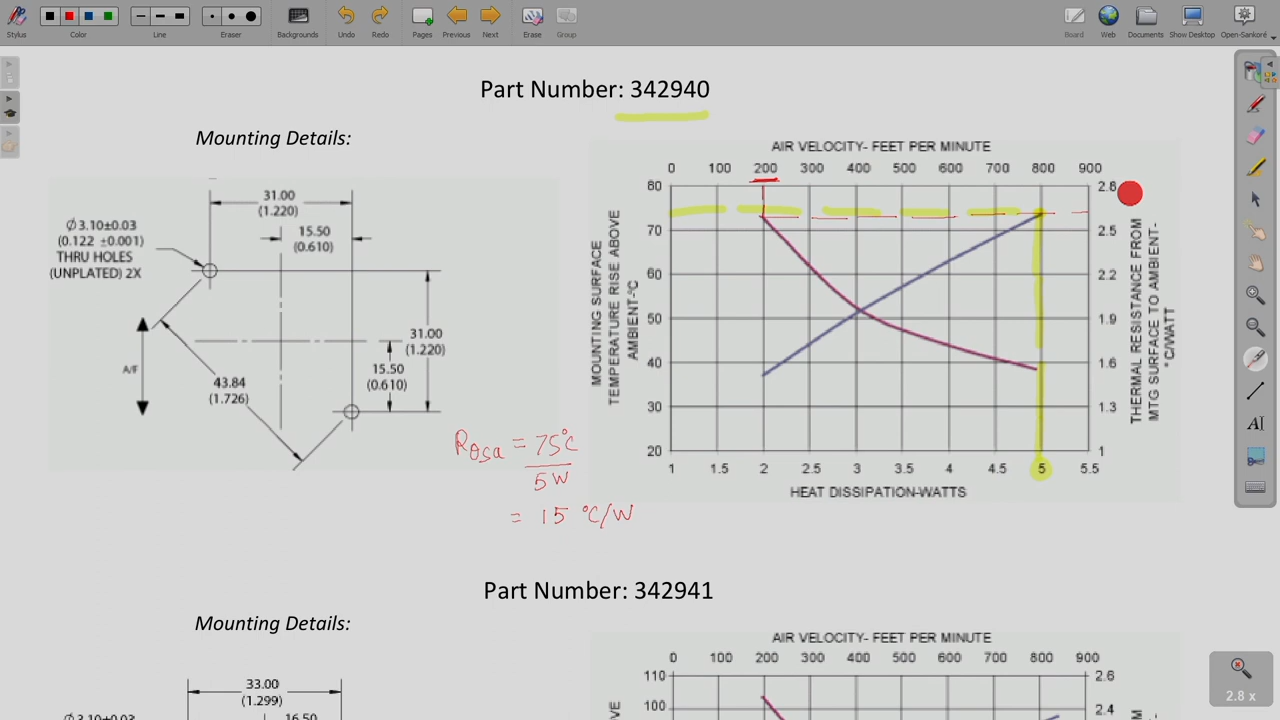 Stylus Color Line Eraser Backgrounds Undo Redo Pages Previous Next Erase Group Board Web Documents Show Desktop Open-Sankoré
Part Number: 342940
Mounting Details:
31.00
(1.220)
15.50
(0.610)
Ø 3.10±0.03
(0.122 ±0.001)
THRU HOLES
(UNPLATED) 2X
A/F
43.84
(1.726)
31.00
(1.220)
15.50
(0.610)
AIR VELOCITY- FEET PER MINUTE
0 100 200 300 400 500 600 700 800 900
80 70 60 50 40 30 20
MOUNTING SURFACE
TEMPERATURE RISE ABOVE
AMBIENT-°C
2.8 2.5 2.2 1.9 1.6 1.3 1
THERMAL RESISTANCE FROM
MTG SURFACE TO AMBIENT-
°C/WATT
1 1.5 2 2.5 3 3.5 4 4.5 5 5.5
HEAT DISSIPATION-WATTS
Rθsa = 75°C
5W
= 15 °C/W
Part Number: 342941
Mounting Details:
33.00
(1.299)
16.50
Ø 3.10±0.03
AIR VELOCITY- FEET PER MINUTE
0 100 200 300 400 500 600 700 800 900
110 2.6
100 2.4
2.8 x